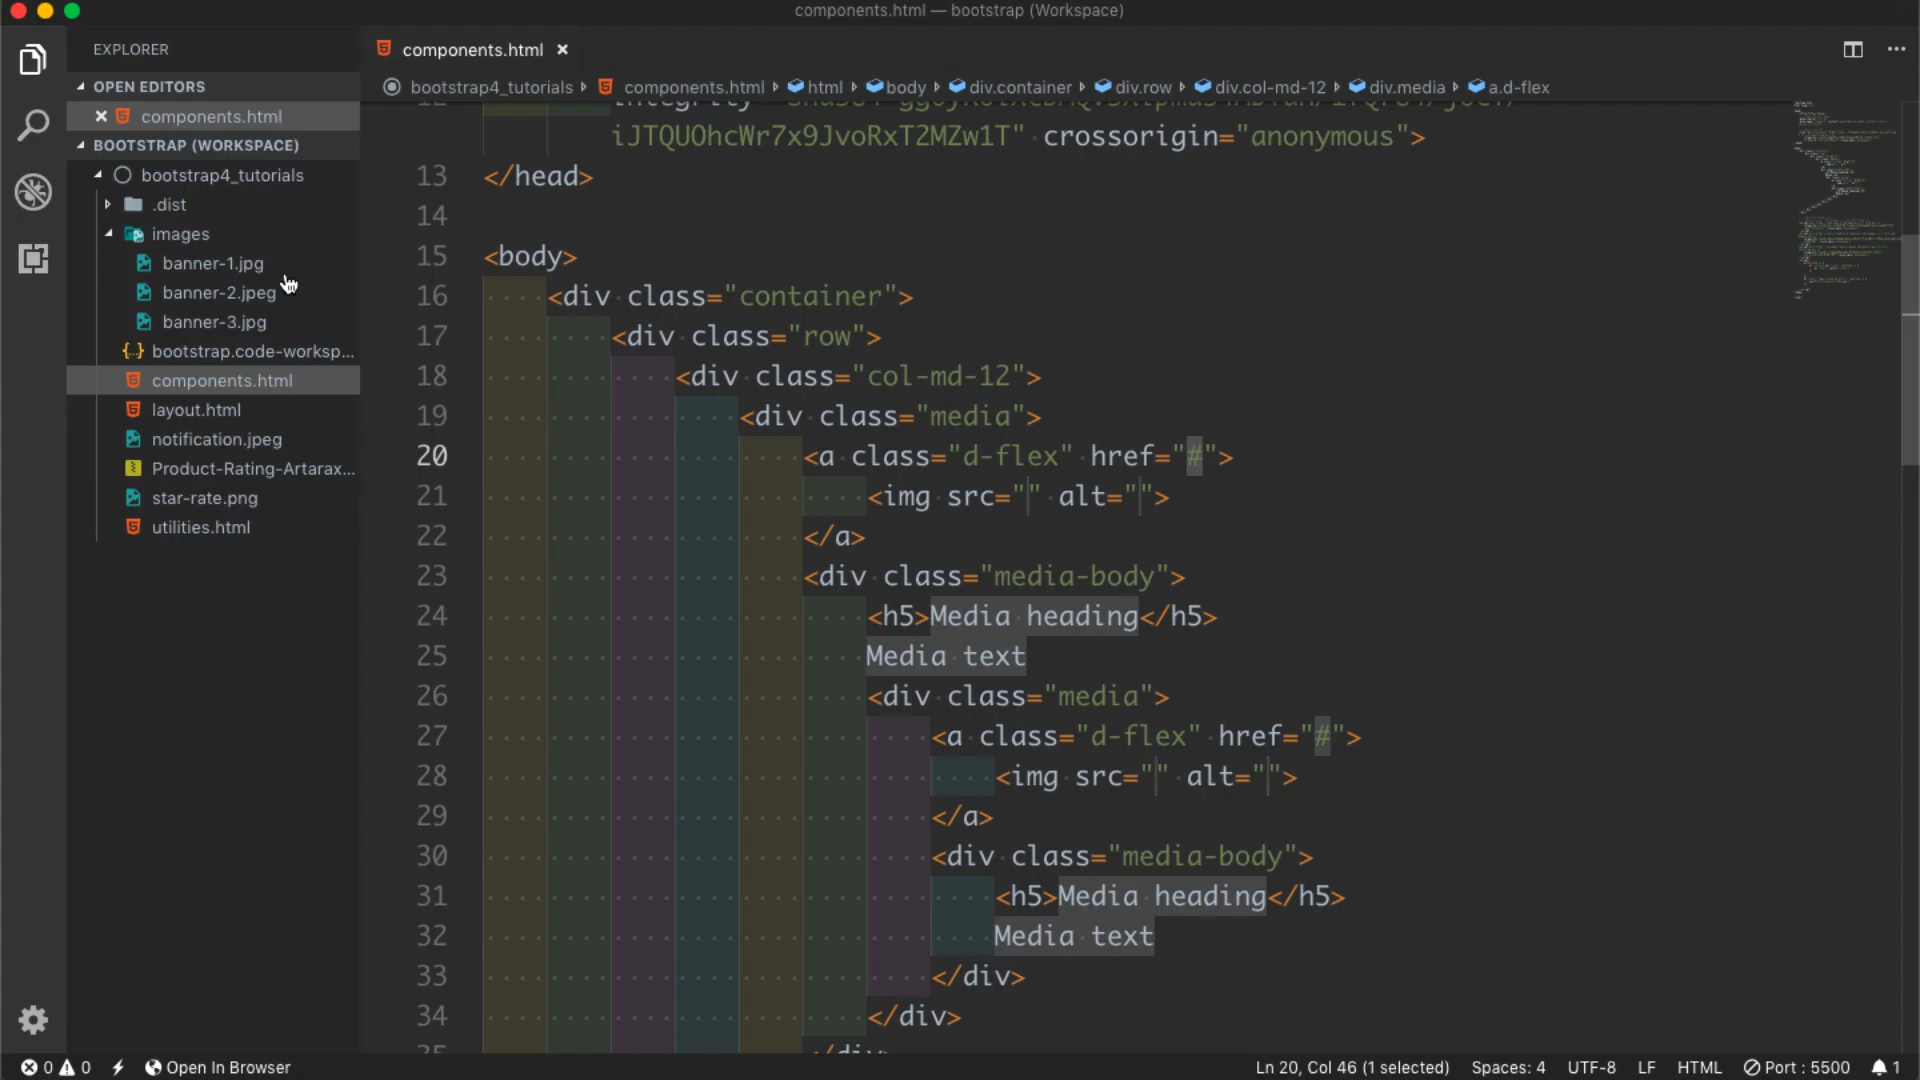 components.html — bootstrap (Workspace)
EXPLORER
OPEN EDITORS
components.html
BOOTSTRAP (WORKSPACE)
bootstrap4_tutorials
.dist
images
banner-1.jpg
banner-2.jpeg
banner-3.jpg
bootstrap.code-worksp...
components.html
layout.html
notification.jpeg
Product-Rating-Artarax...
star-rate.png
utilities.html
components.html
bootstrap4_tutorials components.html html body div.container div.row div.col-md-12 div.media a.d-flex
iJTQUOhcWr7x9JvoRxT2MZw1T" crossorigin="anonymous">
13 </head>
14
15 <body>
16 <div class="container">
17 <div class="row">
18 <div class="col-md-12">
19 <div class="media">
20 <a class="d-flex" href="#">
21 <img src="" alt="">
22 </a>
23 <div class="media-body">
24 <h5>Media heading</h5>
25 Media text
26 <div class="media">
27 <a class="d-flex" href="#">
28 <img src="" alt="">
29 </a>
30 <div class="media-body">
31 <h5>Media heading</h5>
32 Media text
33 </div>
34 </div>
0 0 Open In Browser Ln 20, Col 46 (1 selected) Spaces: 4 UTF-8 LF HTML Port : 5500 1